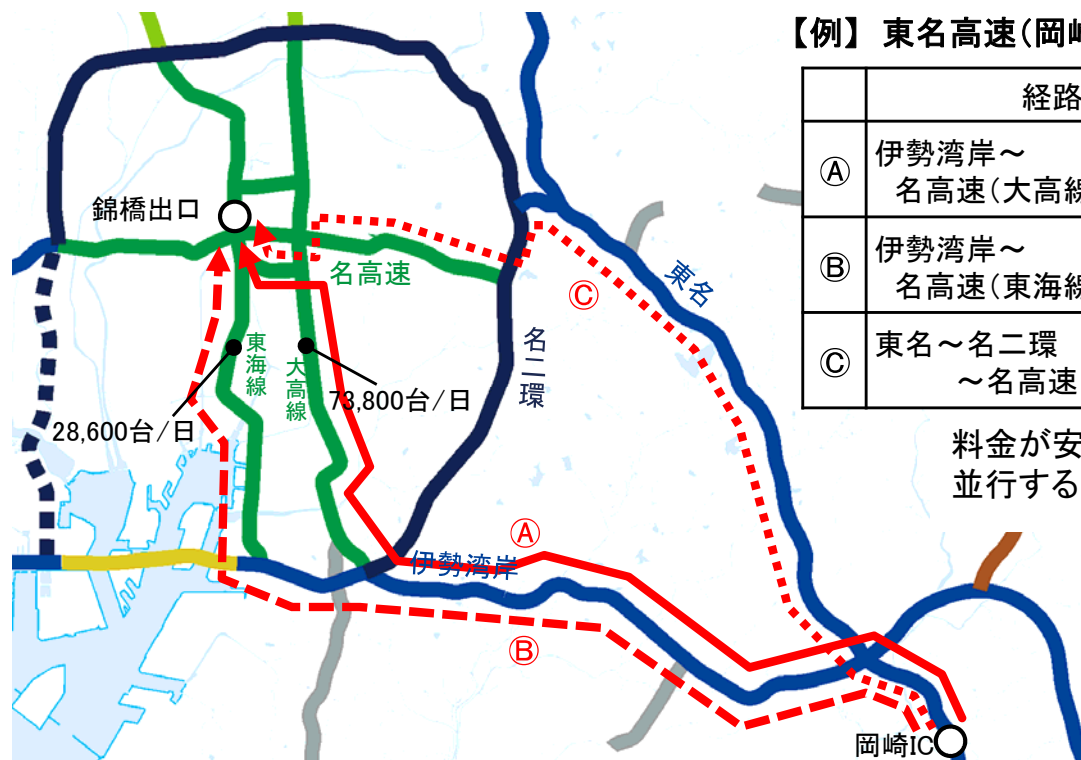 【例】 東名高速(岡
経路
Ⓐ
伊勢湾岸～
名高速(大高線
Ⓑ
伊勢湾岸～
名高速(東海線
Ⓒ
東名～名二環
～名高速
料金が安
並行する
錦橋出口
名高速
東名
Ⓒ
名二環
東海線
大高線
73,800台/日
28,600台/日
Ⓐ
伊勢湾岸
Ⓑ
岡崎IC